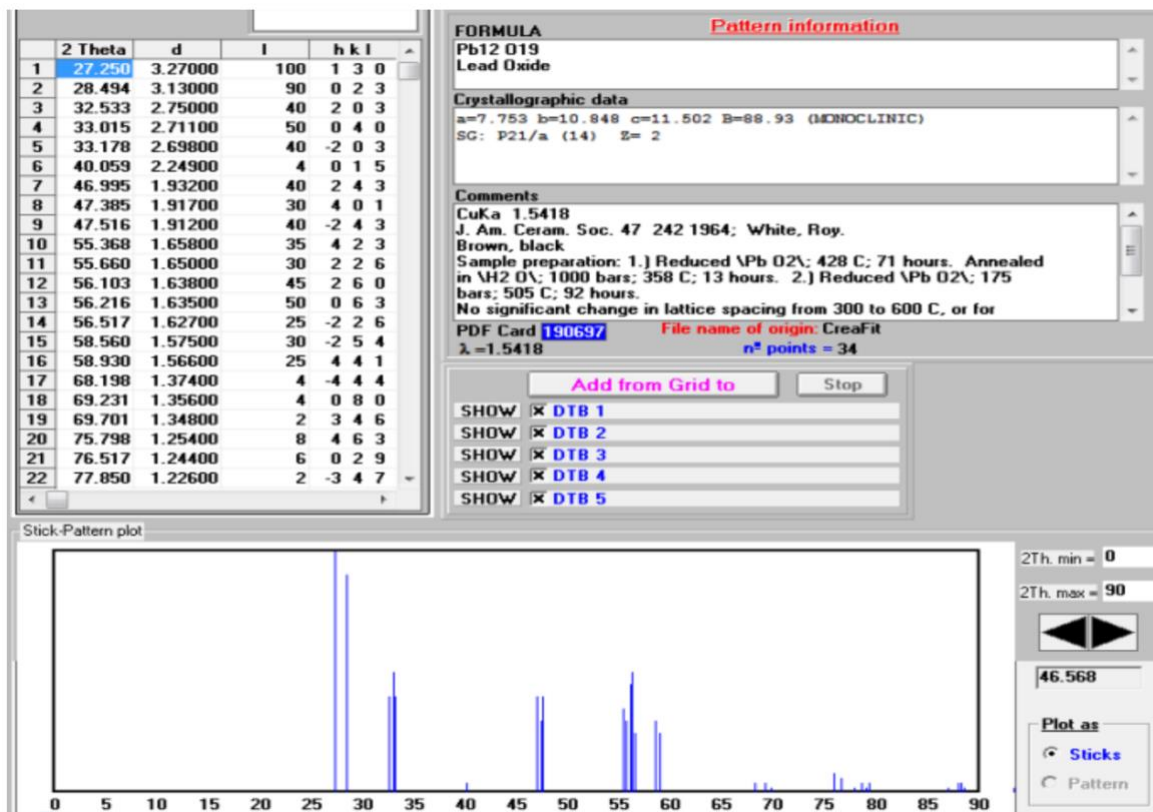 2 Theta d I h k l
1 27.250 3.27000 100 1 3 0
2 28.494 3.13000 90 0 2 3
3 32.533 2.75000 40 2 0 3
4 33.015 2.71100 50 0 4 0
5 33.178 2.69800 40 -2 0 3
6 40.059 2.24900 4 0 1 5
7 46.995 1.93200 40 2 4 3
8 47.385 1.91700 30 4 0 1
9 47.516 1.91200 40 -2 4 3
10 55.368 1.65800 35 4 2 3
11 55.660 1.65000 30 2 2 6
12 56.103 1.63800 45 2 6 0
13 56.216 1.63500 50 0 6 3
14 56.517 1.62700 25 -2 2 6
15 58.560 1.57500 30 -2 5 4
16 58.930 1.56600 25 4 4 1
17 68.198 1.37400 4 -4 4 4
18 69.231 1.35600 4 0 8 0
19 69.701 1.34800 2 3 4 6
20 75.798 1.25400 8 4 6 3
21 76.517 1.24400 6 0 2 9
22 77.850 1.22600 2 -3 4 7
FORMULA
Pattern information
Pb12 O19
Lead Oxide
Crystallographic data
a=7.753 b=10.848 c=11.502 B=88.93 (MONOCLINIC)
SG: P21/a (14) Z= 2
Comments
CuKa 1.5418
J. Am. Ceram. Soc. 47 242 1964; White, Roy.
Brown, black
Sample preparation: 1.) Reduced \Pb O2\; 428 C; 71 hours. Annealed
in \H2 O\; 1000 bars; 358 C; 13 hours. 2.) Reduced \Pb O2\; 175
bars; 505 C; 92 hours.
No significant change in lattice spacing from 300 to 600 C, or for
PDF Card 190697 File name of origin: CreaFit
λ =1.5418 nº points = 34
Add from Grid to Stop
SHOW DTB 1
SHOW DTB 2
SHOW DTB 3
SHOW DTB 4
SHOW DTB 5
Stick-Pattern plot
0 5 10 15 20 25 30 35 40 45 50 55 60 65 70 75 80 85 90
2Th. min = 0
2Th. max = 90
46.568
Plot as
Sticks
Pattern